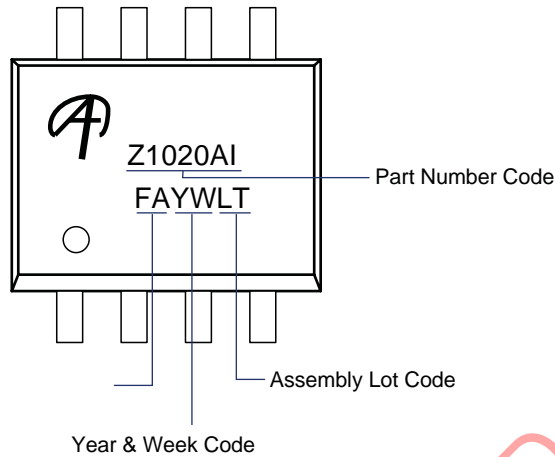 Z1020AI
Part Number Code
FAYWLT
Assembly Lot Code
Year & Week Code